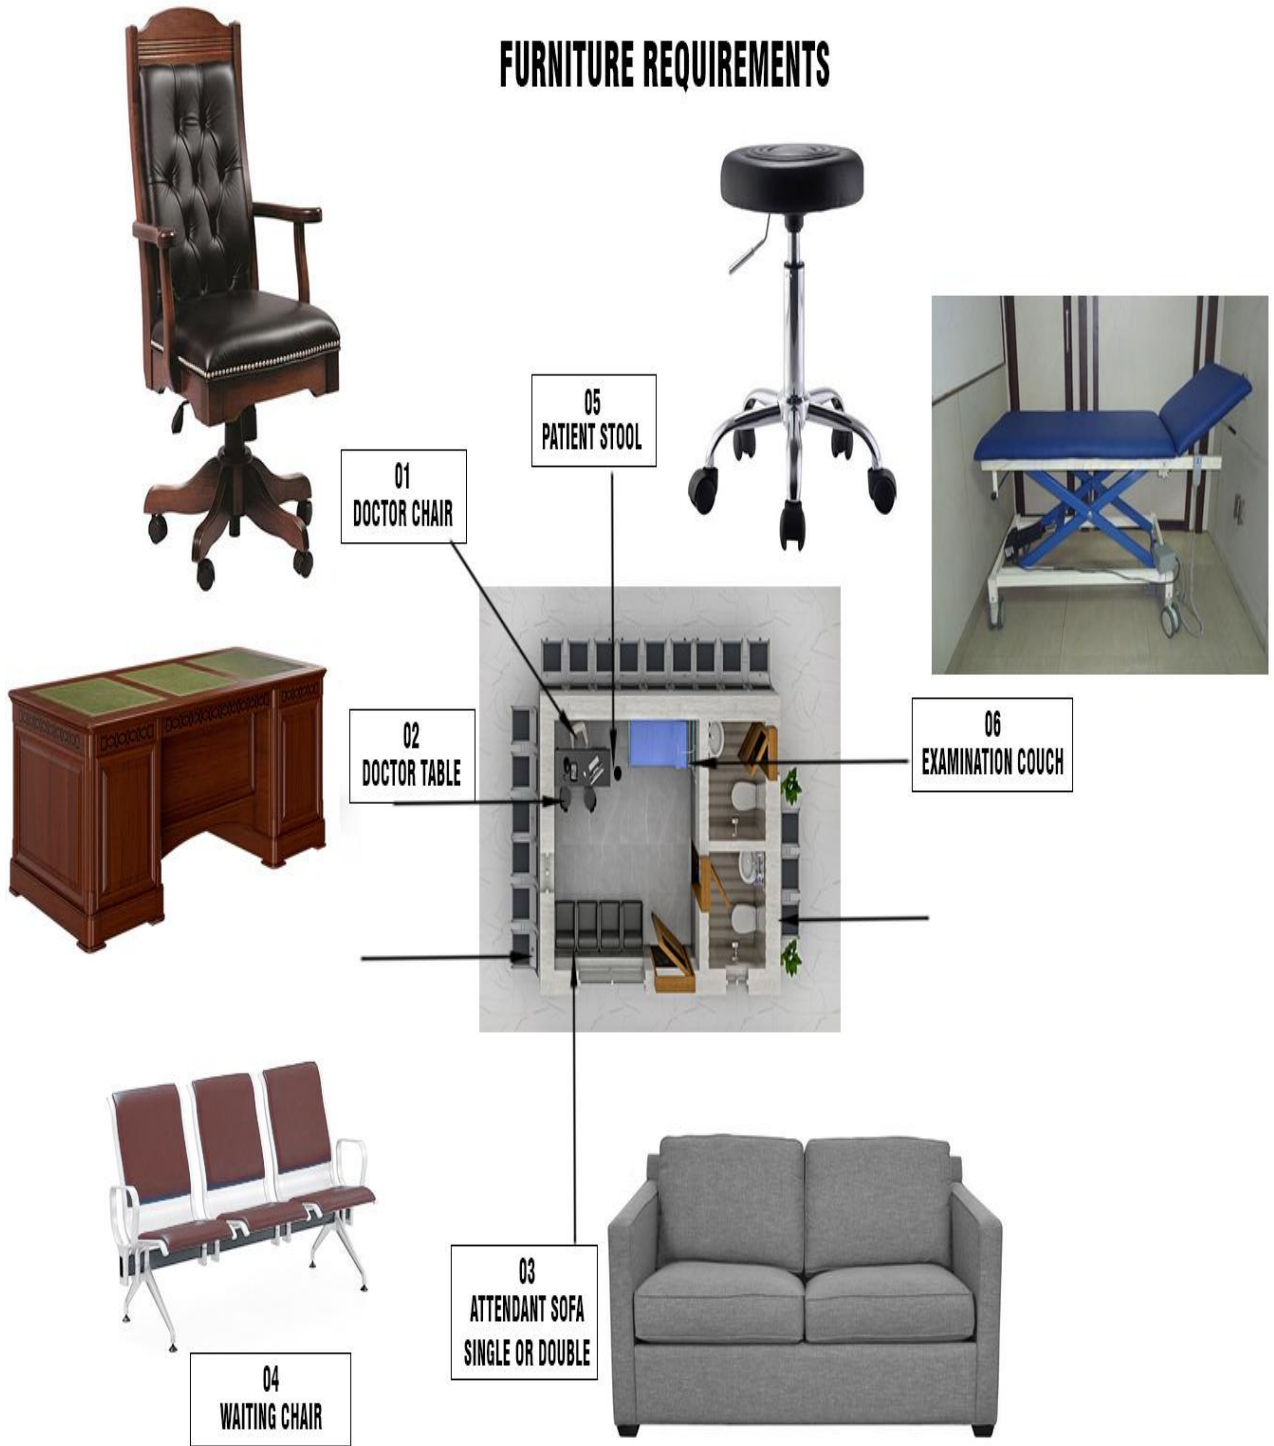 FURNITURE REQUIREMENTS
05
PATIENT STOOL
01
DOCTOR CHAIR
02
DOCTOR TABLE
06
EXAMINATION COUCH
03
ATTENDANT SOFA
SINGLE OR DOUBLE
04
WAITING CHAIR